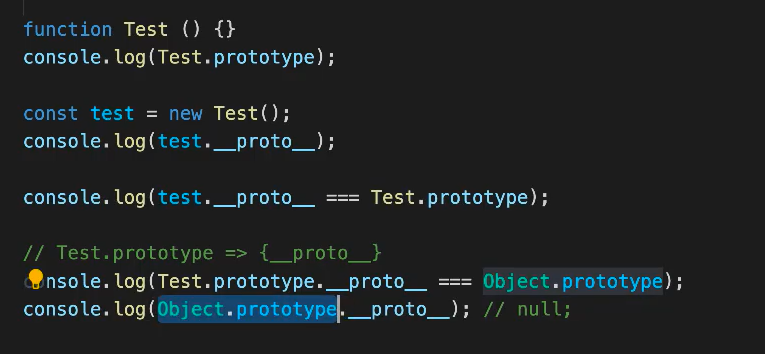 function Test () {}
console.log(Test.prototype);
const test = new Test();
console.log(test.__proto__);
console.log(test.__proto__ === Test.prototype);
// Test.prototype => {__proto__}
console.log(Test.prototype.__proto__ === Object.prototype);
console.log(Object.prototype.__proto__); // null;